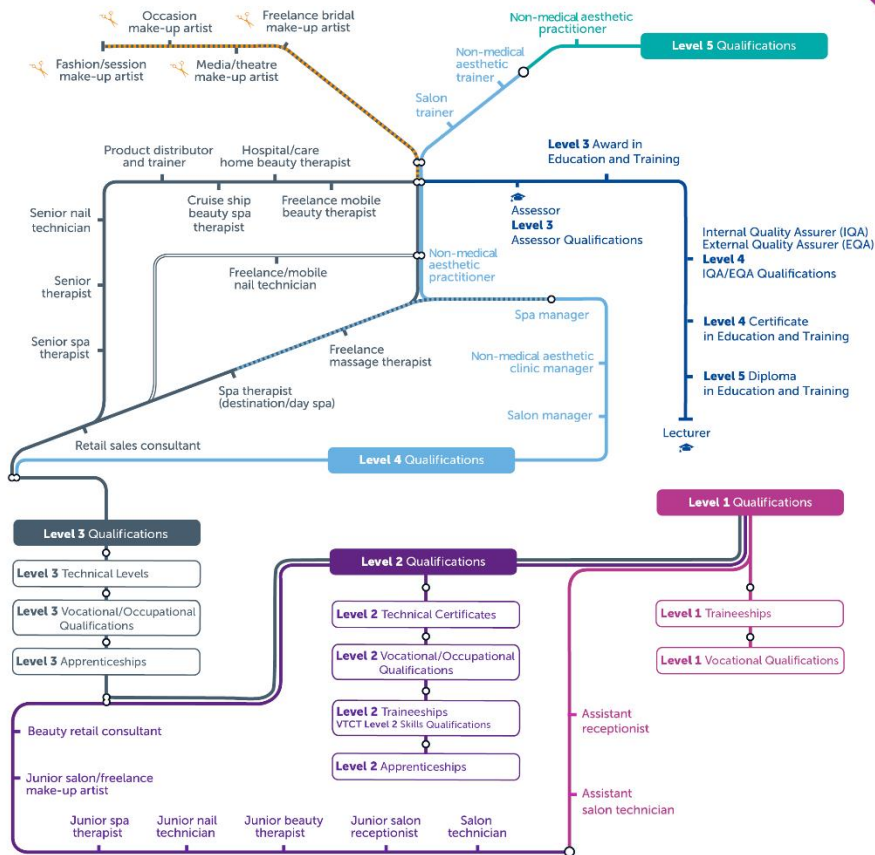 Occasion
make-up artist
Freelance bridal
make-up artist
Fashion/session
make-up artist
Media/theatre
make-up artist
Non-medical aesthetic
practitioner
Level 5 Qualifications
Non-medical
aesthetic
trainer
Salon
trainer
Product distributor
and trainer
Hospital/care
home beauty therapist
Cruise ship
beauty spa
therapist
Freelance mobile
beauty therapist
Level 3 Award in
Education and Training
Assessor
Level 3
Assessor Qualifications
Internal Quality Assurer (IQA)
External Quality Assurer (EQA)
Level 4
IQA/EQA Qualifications
Level 4 Certificate
in Education and Training
Level 5 Diploma
in Education and Training
Lecturer
Senior nail
technician
Senior
therapist
Senior spa
therapist
Freelance/mobile
nail technician
Non-medical
aesthetic
practitioner
Spa manager
Non-medical aesthetic
clinic manager
Salon manager
Freelance
massage therapist
Spa therapist
(destination/day spa)
Retail sales consultant
Level 4 Qualifications
Level 3 Qualifications
Level 3 Technical Levels
Level 3 Vocational/Occupational
Qualifications
Level 3 Apprenticeships
Level 2 Qualifications
Level 2 Technical Certificates
Level 2 Vocational/Occupational
Qualifications
Level 2 Traineeships
VTCT Level 2 Skills Qualifications
Level 2 Apprenticeships
Level 1 Qualifications
Level 1 Traineeships
Level 1 Vocational Qualifications
Assistant
receptionist
Assistant
salon technician
Beauty retail consultant
Junior salon/freelance
make-up artist
Junior spa
therapist
Junior nail
technician
Junior beauty
therapist
Junior salon
receptionist
Salon
technician